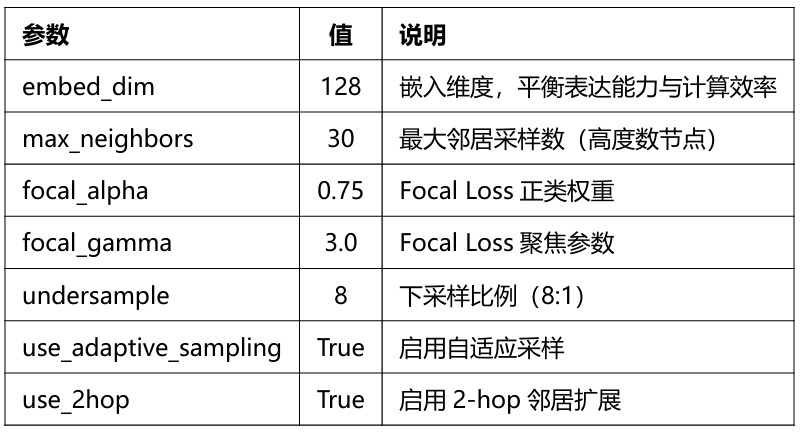 参数 值 说明
embed_dim 128 嵌入维度，平衡表达能力与计算效率
max_neighbors 30 最大邻居采样数（高度数节点）
focal_alpha 0.75 Focal Loss 正类权重
focal_gamma 3.0 Focal Loss 聚焦参数
undersample 8 下采样比例（8:1）
use_adaptive_sampling True 启用自适应采样
use_2hop True 启用 2-hop 邻居扩展